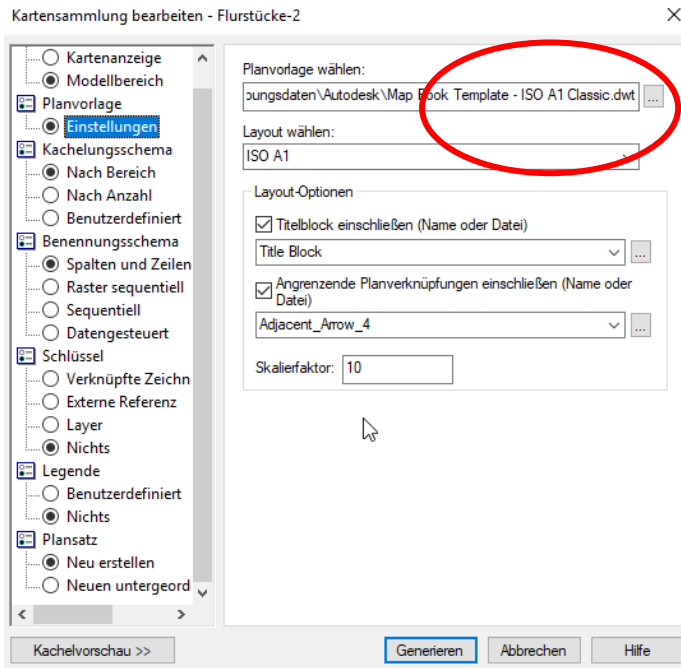 Kartensammlung bearbeiten - Flurstücke-2
Kartenanzeige
Modellbereich
Planvorlage
Einstellungen
Kachelungsschema
Nach Bereich
Nach Anzahl
Benutzerdefiniert
Benennungsschema
Spalten und Zeilen
Raster sequentiell
Sequentiell
Datengesteuert
Schlüssel
Verknüpfte Zeichn
Externe Referenz
Layer
Nichts
Legende
Benutzerdefiniert
Nichts
Plansatz
Neu erstellen
Neuen untergeord
Planvorlage wählen:
bungsdaten\Autodesk\Map Book Template - ISO A1 Classic.dwt ...
Layout wählen:
ISO A1
Layout-Optionen
Titelblock einschließen (Name oder Datei)
Title Block ...
Angrenzende Planverknüpfungen einschließen (Name oder
Datei)
Adjacent_Arrow_4 ...
Skalierfaktor: 10
Kachelvorschau >> Generieren Abbrechen Hilfe